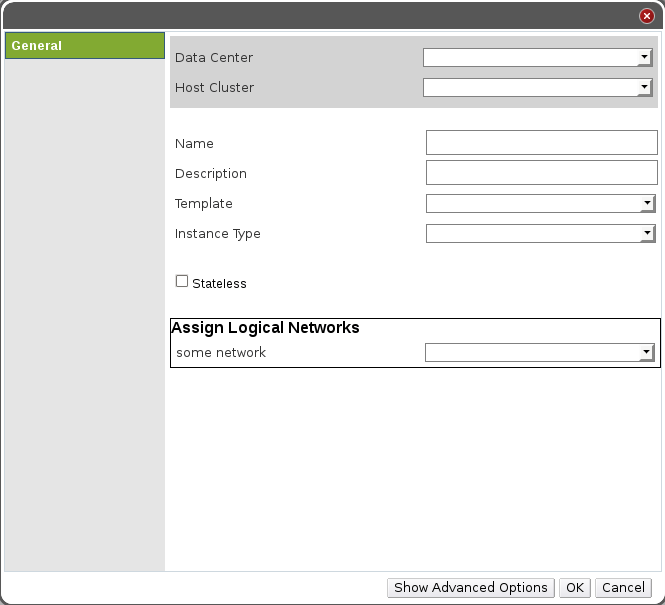 General
Data Center
Host Cluster
Name
Description
Template
Instance Type
Stateless
Assign Logical Networks
some network
Show Advanced Options OK Cancel